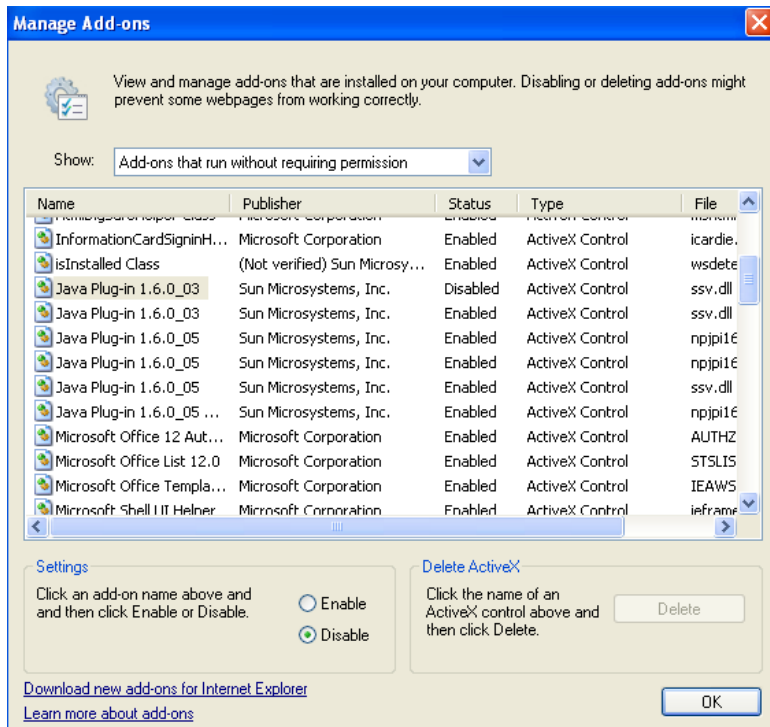 Manage Add-ons
View and manage add-ons that are installed on your computer. Disabling or deleting add-ons might
prevent some webpages from working correctly.
Show: Add-ons that run without requiring permission
Name Publisher Status Type File
InformationCardSigninH... Microsoft Corporation Enabled ActiveX Control icardie.
isInstalled Class (Not verified) Sun Microsy... Enabled ActiveX Control wsdete
Java Plug-in 1.6.0_03 Sun Microsystems, Inc. Disabled ActiveX Control ssv.dll
Java Plug-in 1.6.0_03 Sun Microsystems, Inc. Enabled ActiveX Control ssv.dll
Java Plug-in 1.6.0_05 Sun Microsystems, Inc. Enabled ActiveX Control npjpi16
Java Plug-in 1.6.0_05 Sun Microsystems, Inc. Enabled ActiveX Control npjpi16
Java Plug-in 1.6.0_05 Sun Microsystems, Inc. Enabled ActiveX Control ssv.dll
Java Plug-in 1.6.0_05 ... Sun Microsystems, Inc. Enabled ActiveX Control npjpi16
Microsoft Office 12 Aut... Microsoft Corporation Enabled ActiveX Control AUTHZ
Microsoft Office List 12.0 Microsoft Corporation Enabled ActiveX Control STSLIS
Microsoft Office Templa... Microsoft Corporation Enabled ActiveX Control IEAWS
Microsoft Shell UI Helper Microsoft Corporation Enabled ActiveX Control ieframe
Settings
Click an add-on name above and
and then click Enable or Disable.
Enable
Disable
Delete ActiveX
Click the name of an
ActiveX control above and
then click Delete.
Delete
Download new add-ons for Internet Explorer
Learn more about add-ons
OK